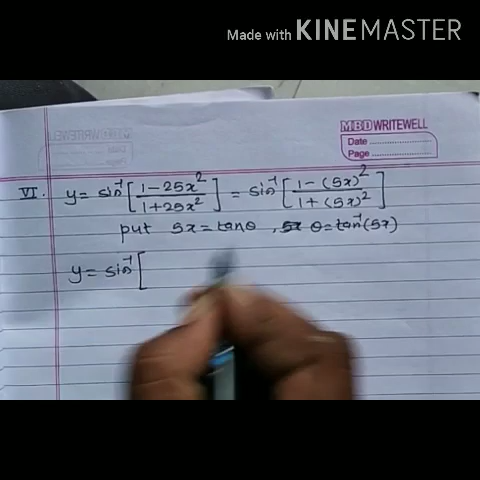 Made with KINEMASTER
MBD WRITEWELL
Date
Page
VI. y = sin⁻¹[1-25x²/1+25x²] = sin⁻¹[1-(5x)²/1+(5x)²]
put 5x = tanθ, 5x θ = tan⁻¹(5x)
y = sin⁻¹[